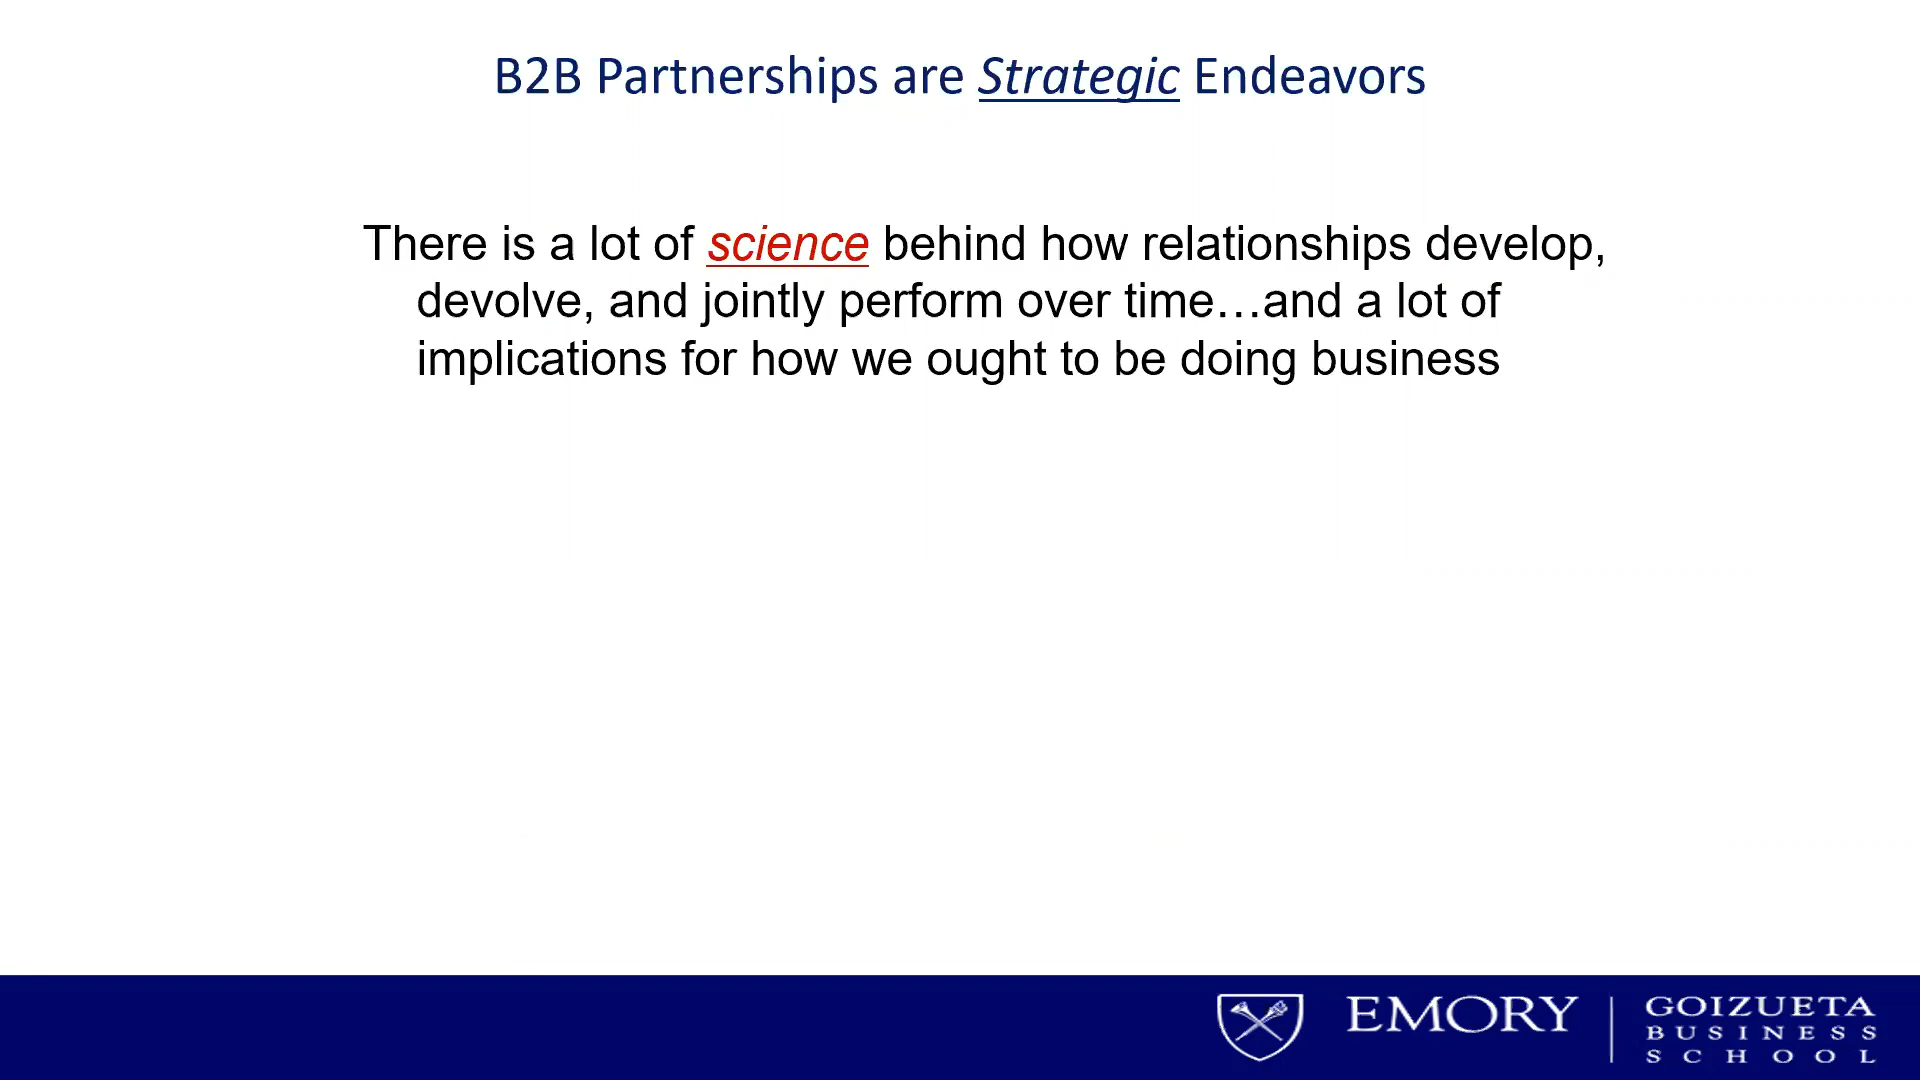 B2B Partnerships are Strategic Endeavors
There is a lot of science behind how relationships develop,
devolve, and jointly perform over time…and a lot of
implications for how we ought to be doing business
EMORY
GOIZUETA
BUSINESS
SCHOOL